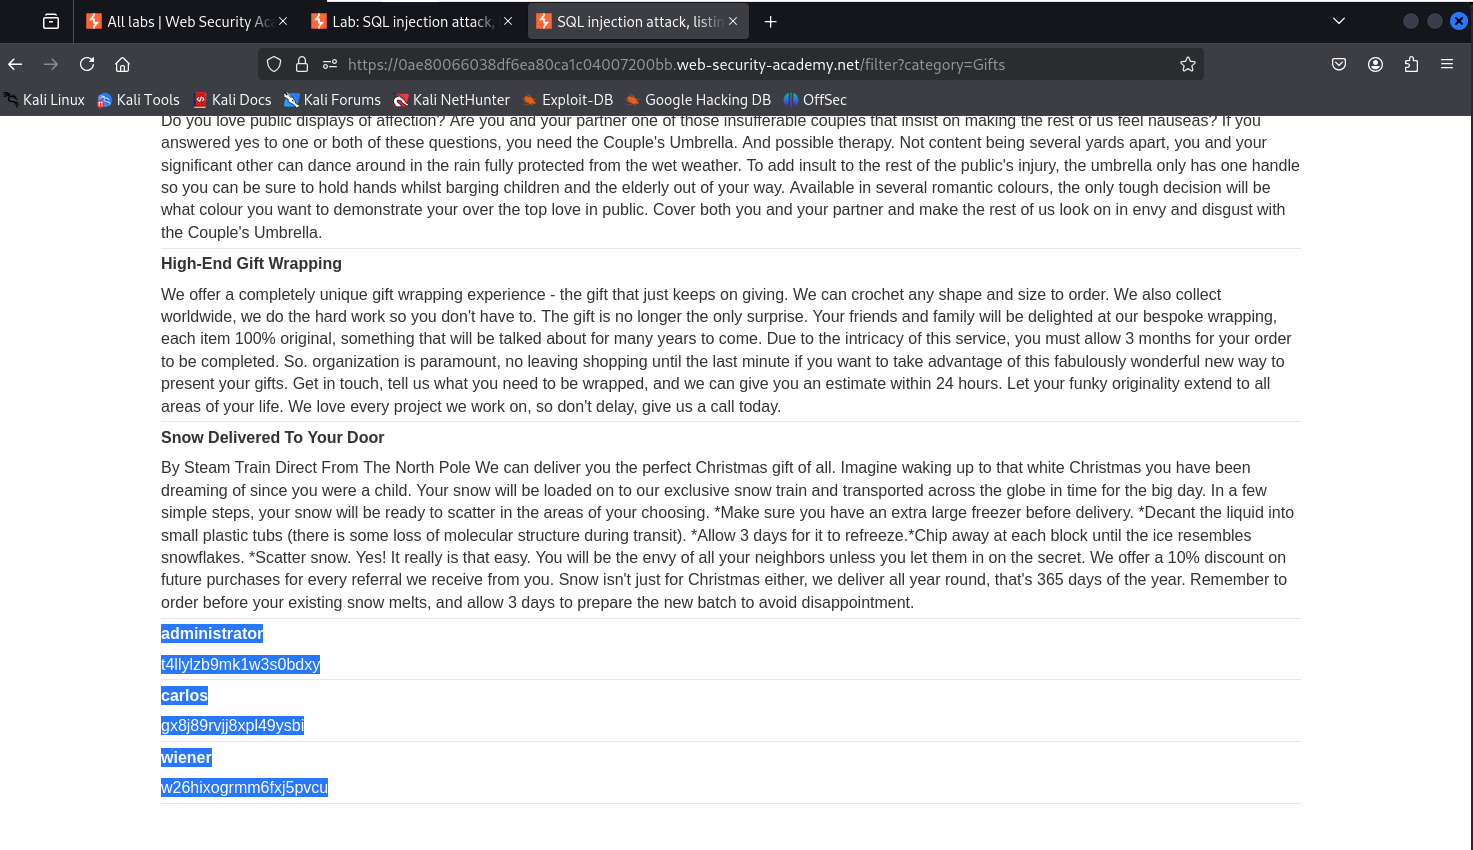 All labs | Web Security Aca
Lab: SQL injection attack,
SQL injection attack, listin
https://0ae80066038df6ea80ca1c04007200bb.web-security-academy.net/filter?category=Gifts
Kali Linux Kali Tools Kali Docs Kali Forums Kali NetHunter Exploit-DB Google Hacking DB OffSec
Do you love public displays of affection? Are you and your partner one of those insufferable couples that insist on making the rest of us feel nauseas? If you
answered yes to one or both of these questions, you need the Couple's Umbrella. And possible therapy. Not content being several yards apart, you and your
significant other can dance around in the rain fully protected from the wet weather. To add insult to the rest of the public's injury, the umbrella only has one handle
so you can be sure to hold hands whilst barging children and the elderly out of your way. Available in several romantic colours, the only tough decision will be
what colour you want to demonstrate your over the top love in public. Cover both you and your partner and make the rest of us look on in envy and disgust with
the Couple's Umbrella.
High-End Gift Wrapping
We offer a completely unique gift wrapping experience - the gift that just keeps on giving. We can crochet any shape and size to order. We also collect
worldwide, we do the hard work so you don't have to. The gift is no longer the only surprise. Your friends and family will be delighted at our bespoke wrapping,
each item 100% original, something that will be talked about for many years to come. Due to the intricacy of this service, you must allow 3 months for your order
to be completed. So. organization is paramount, no leaving shopping until the last minute if you want to take advantage of this fabulously wonderful new way to
present your gifts. Get in touch, tell us what you need to be wrapped, and we can give you an estimate within 24 hours. Let your funky originality extend to all
areas of your life. We love every project we work on, so don't delay, give us a call today.
Snow Delivered To Your Door
By Steam Train Direct From The North Pole We can deliver you the perfect Christmas gift of all. Imagine waking up to that white Christmas you have been
dreaming of since you were a child. Your snow will be loaded on to our exclusive snow train and transported across the globe in time for the big day. In a few
simple steps, your snow will be ready to scatter in the areas of your choosing. *Make sure you have an extra large freezer before delivery. *Decant the liquid into
small plastic tubs (there is some loss of molecular structure during transit). *Allow 3 days for it to refreeze.*Chip away at each block until the ice resembles
snowflakes. *Scatter snow. Yes! It really is that easy. You will be the envy of all your neighbors unless you let them in on the secret. We offer a 10% discount on
future purchases for every referral we receive from you. Snow isn't just for Christmas either, we deliver all year round, that's 365 days of the year. Remember to
order before your existing snow melts, and allow 3 days to prepare the new batch to avoid disappointment.
administrator
t4llylzb9mk1w3s0bdxy
carlos
gx8j89rvjj8xpl49ysbi
wiener
w26hixogrmm6fxj5pvcu